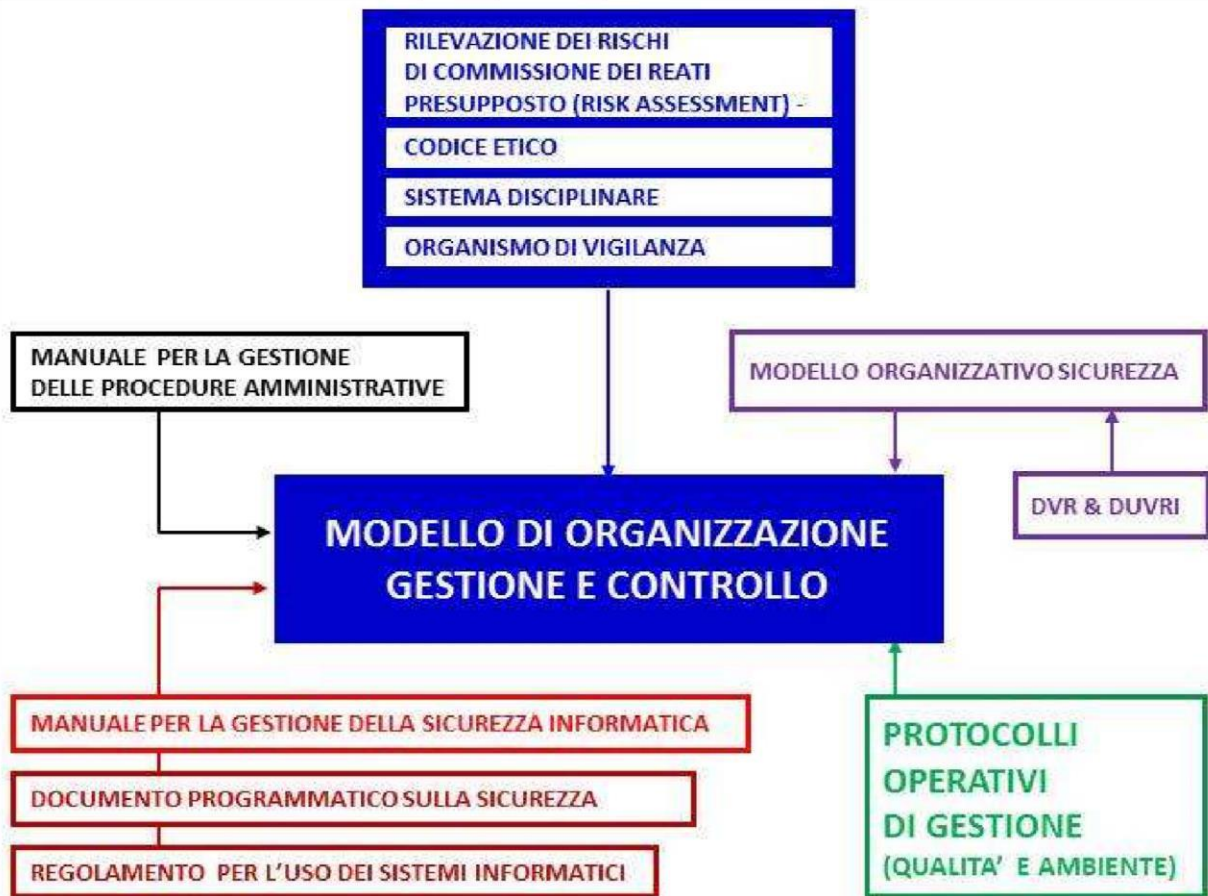 RILEVAZIONE DEI RISCHI
DI COMMISSIONE DEI REATI
PRESUPPOSTO (RISK ASSESSMENT) -
CODICE ETICO
SISTEMA DISCIPLINARE
ORGANISMO DI VIGILANZA
MANUALE PER LA GESTIONE
DELLE PROCEDURE AMMINISTRATIVE
MODELLO ORGANIZZATIVO SICUREZZA
DVR & DUVRI
MODELLO DI ORGANIZZAZIONE
GESTIONE E CONTROLLO
MANUALE PER LA GESTIONE DELLA SICUREZZA INFORMATICA
DOCUMENTO PROGRAMMATICO SULLA SICUREZZA
REGOLAMENTO PER L'USO DEI SISTEMI INFORMATICI
PROTOCOLLI
OPERATIVI
DI GESTIONE
(QUALITA' E AMBIENTE)